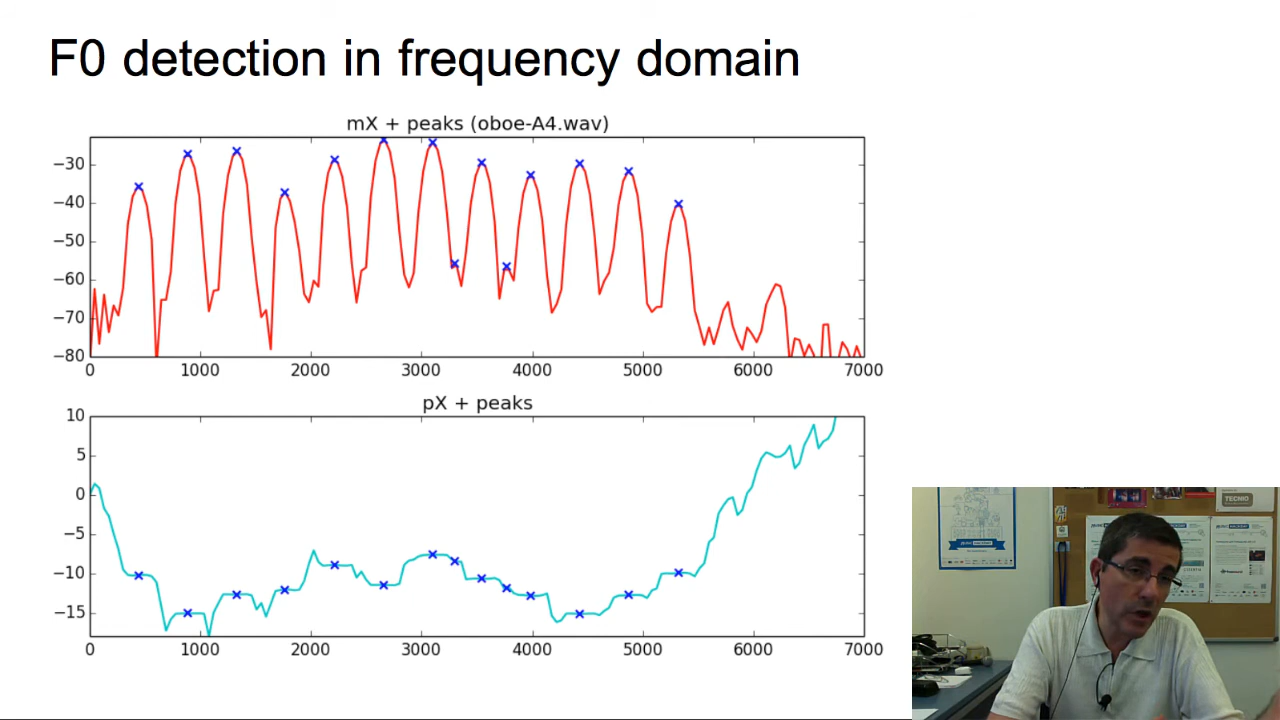 F0 detection in frequency domain
mX + peaks (oboe-A4.wav)
−30
−40
−50
−60
−70
−80
0 1000 2000 3000 4000 5000 6000 7000
pX + peaks
10
5
0
−5
−10
−15
0 1000 2000 3000 4000 5000 6000 7000
TECNIO